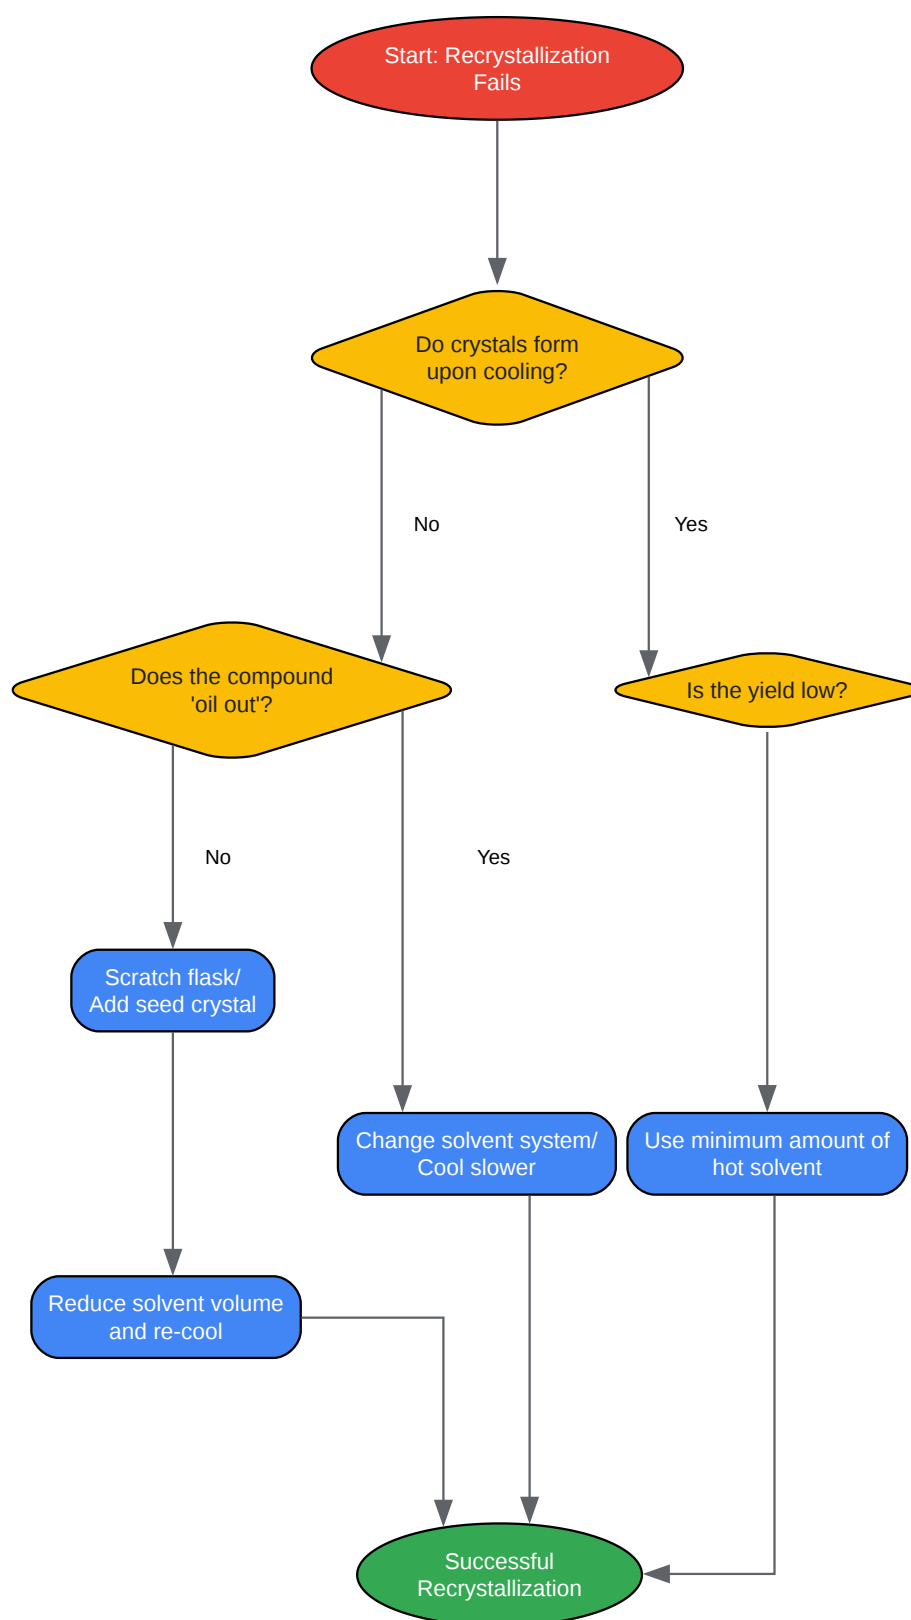 Start: Recrystallization
Fails
Do crystals form
upon cooling?
No
Yes
Does the compound
'oil out'?
Is the yield low?
No
Yes
Scratch flask/
Add seed crystal
Change solvent system/
Cool slower
Use minimum amount of
hot solvent
Reduce solvent volume
and re-cool
Successful
Recrystallization